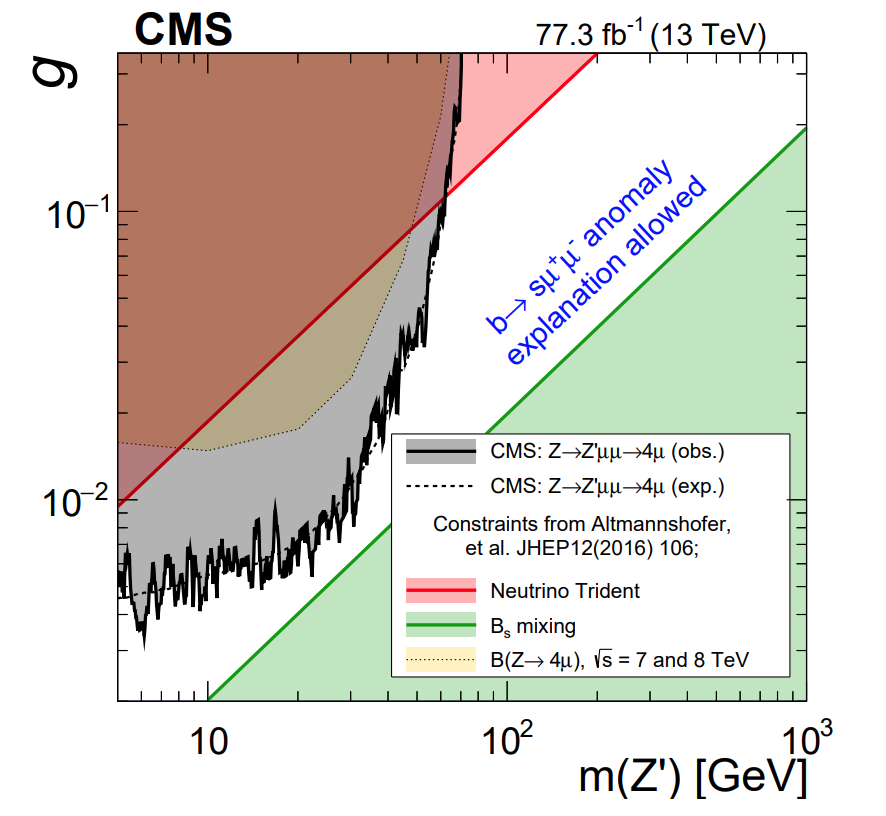 CMS
77.3 fb⁻¹ (13 TeV)
g
10⁻¹
10⁻²
b→ sμ⁺μ⁻ anomaly
explanation allowed
CMS: Z→Z'μμ→4μ (obs.)
CMS: Z→Z'μμ→4μ (exp.)
Constraints from Altmannshofer,
et al. JHEP12(2016) 106;
Neutrino Trident
Bₛ mixing
B(Z→ 4μ), √s = 7 and 8 TeV
10
10²
10³
m(Z') [GeV]